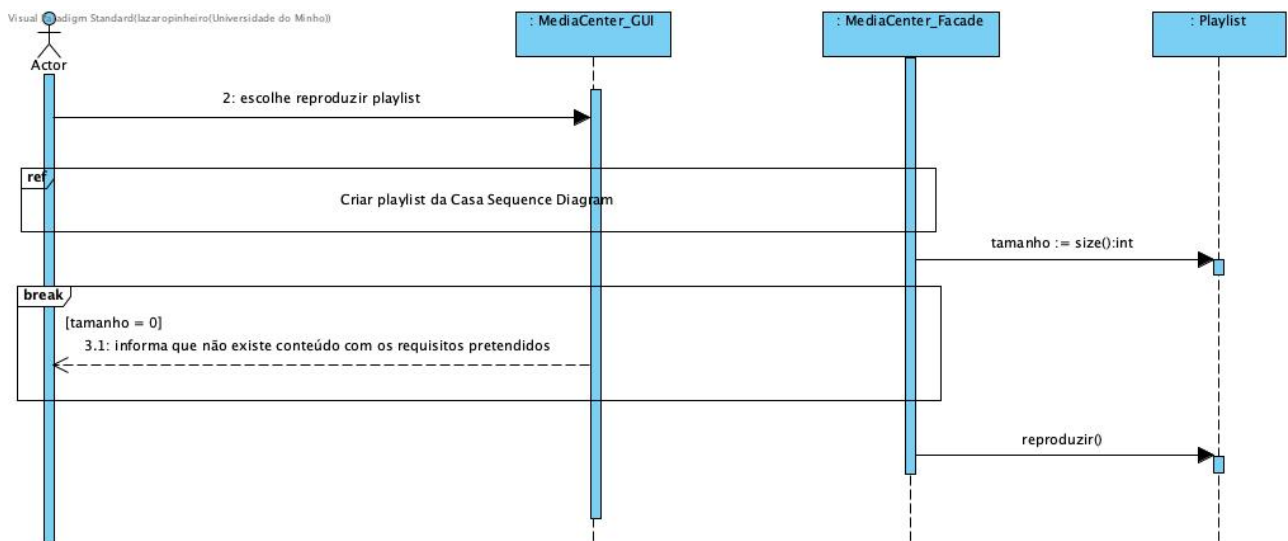 Visual Paradigm Standard(lazaropinheiro(Universidade do Minho))
Actor
: MediaCenter_GUI
: MediaCenter_Facade
: Playlist
2: escolhe reproduzir playlist
ref
Criar playlist da Casa Sequence Diagram
tamanho := size():int
break
[tamanho = 0]
3.1: informa que não existe conteúdo com os requisitos pretendidos
reproduzir()